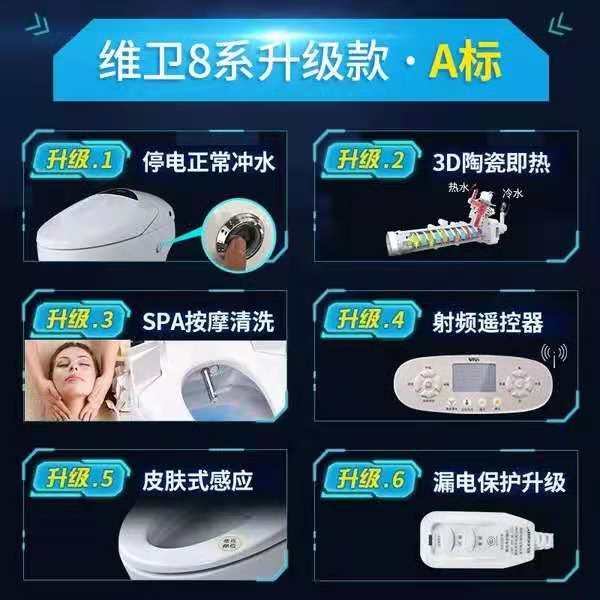 维卫8系升级款·A标
升级.1 停电正常冲水
升级.2 3D陶瓷即热
热水 冷水
升级.3 SPA按摩清洗
升级.4 射频遥控器
升级.5 皮肤式感应
升级.6 漏电保护升级